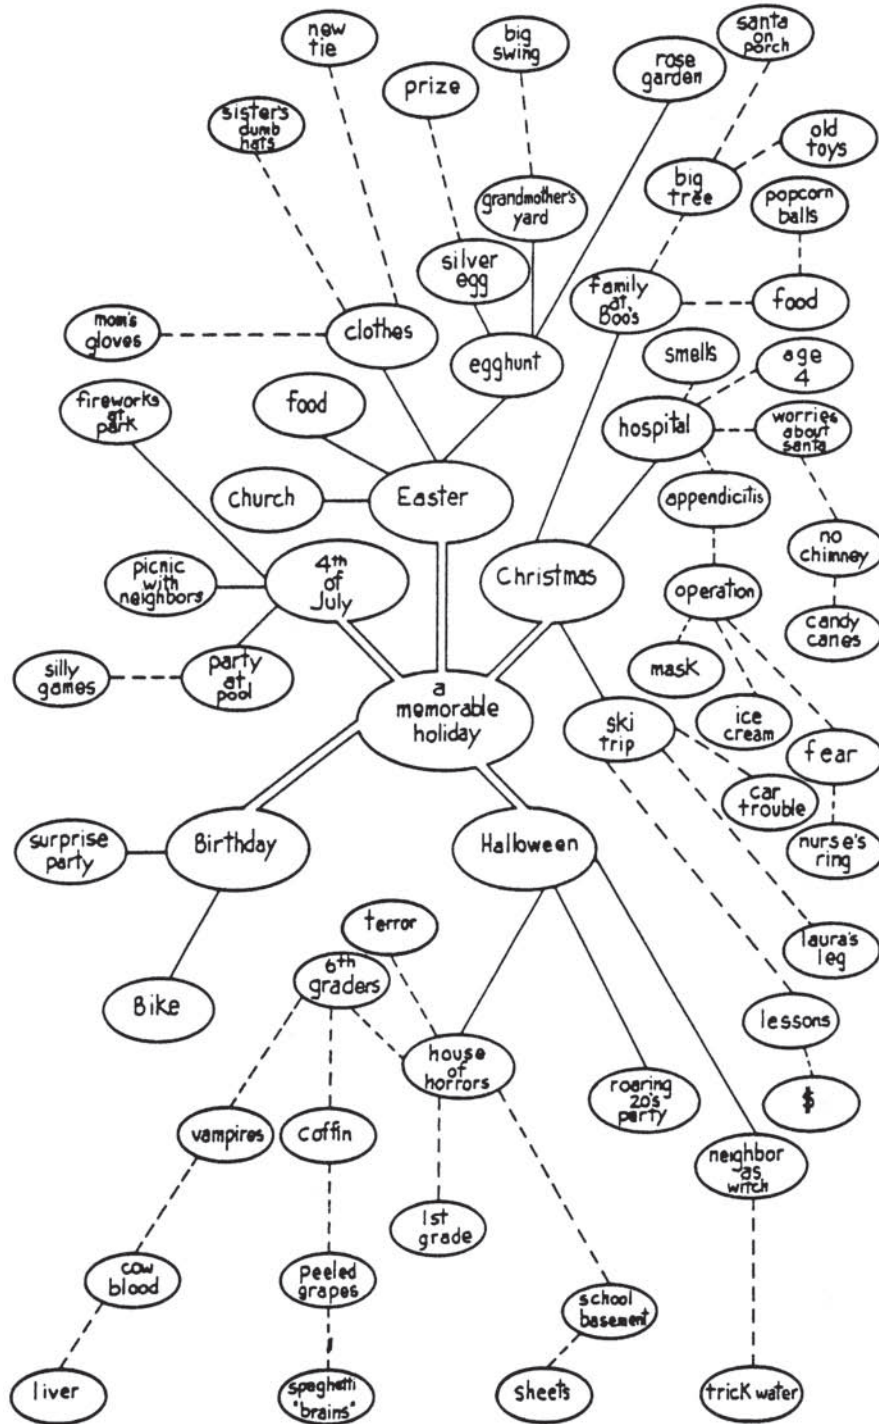 new
tie
big
swing
santa
on
porch
rose
garden
prize
sister's
dumb
hats
old
toys
big
tree
grandmother's
yard
popcorn
balls
silver
egg
family
at
Boo's
food
mom's
gloves
clothes
egghunt
smells
age
4
fireworks
at
park
food
hospital
worries
about
santa
church
Easter
appendicitis
no
chimney
picnic
with
neighbors
4th
of
July
Christmas
operation
candy
canes
silly
games
party
at
pool
mask
a
memorable
holiday
ski
trip
ice
cream
fear
car
trouble
surprise
party
Birthday
Halloween
nurse's
ring
terror
laura's
leg
6th
graders
Bike
lessons
house
of
horrors
roaring
20's
party
$
vampires
coffin
neighbor
as
witch
1st
grade
cow
blood
peeled
grapes
school
basement
liver
spaghetti
"brains"
sheets
trick water